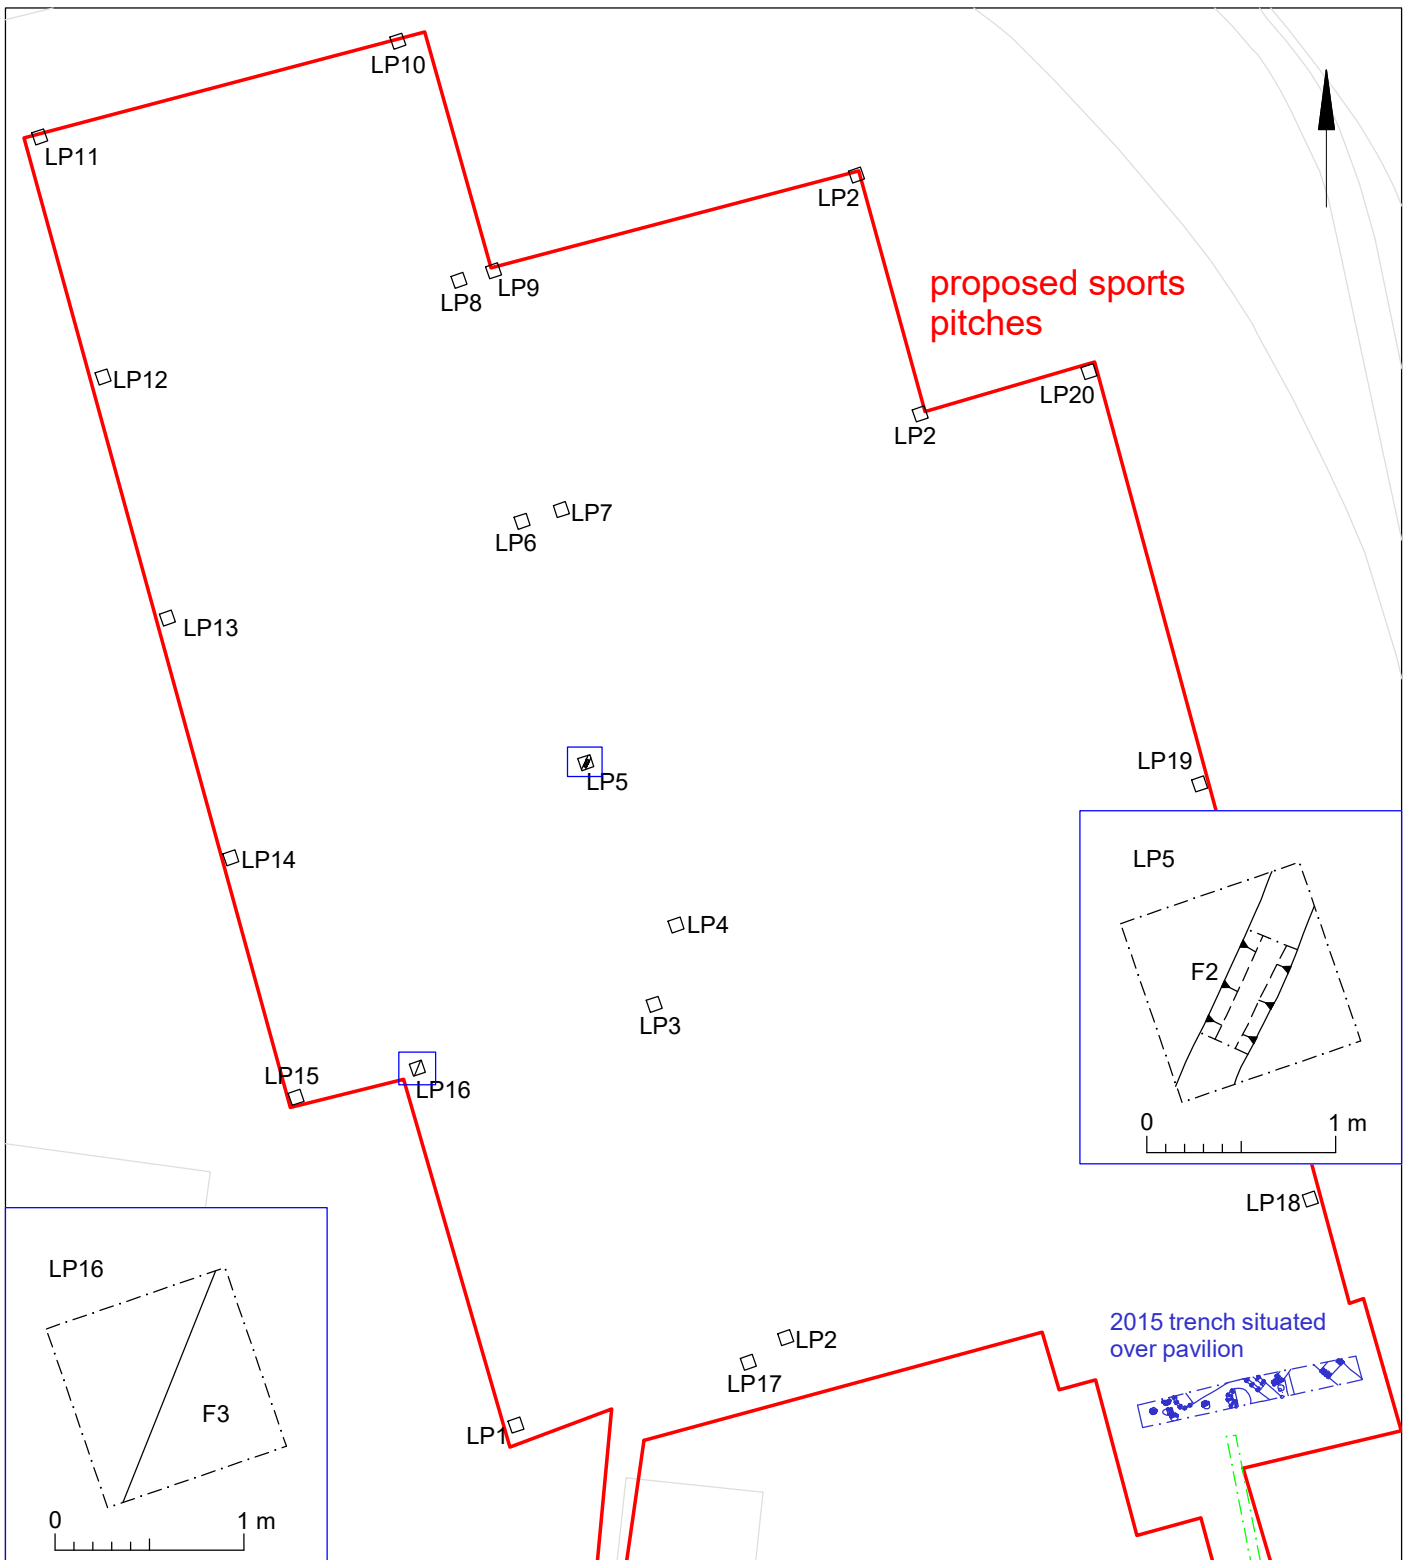 LP10
LP11
LP2
LP9
LP8
proposed sports
pitches
LP12
LP20
LP2
LP7
LP6
LP13
LP19
LP5
LP14
LP5
LP4
F2
LP3
LP15
LP16
0 1 m
LP18
LP16
2015 trench situated
over pavilion
LP2
LP17
F3
LP1
0 1 m